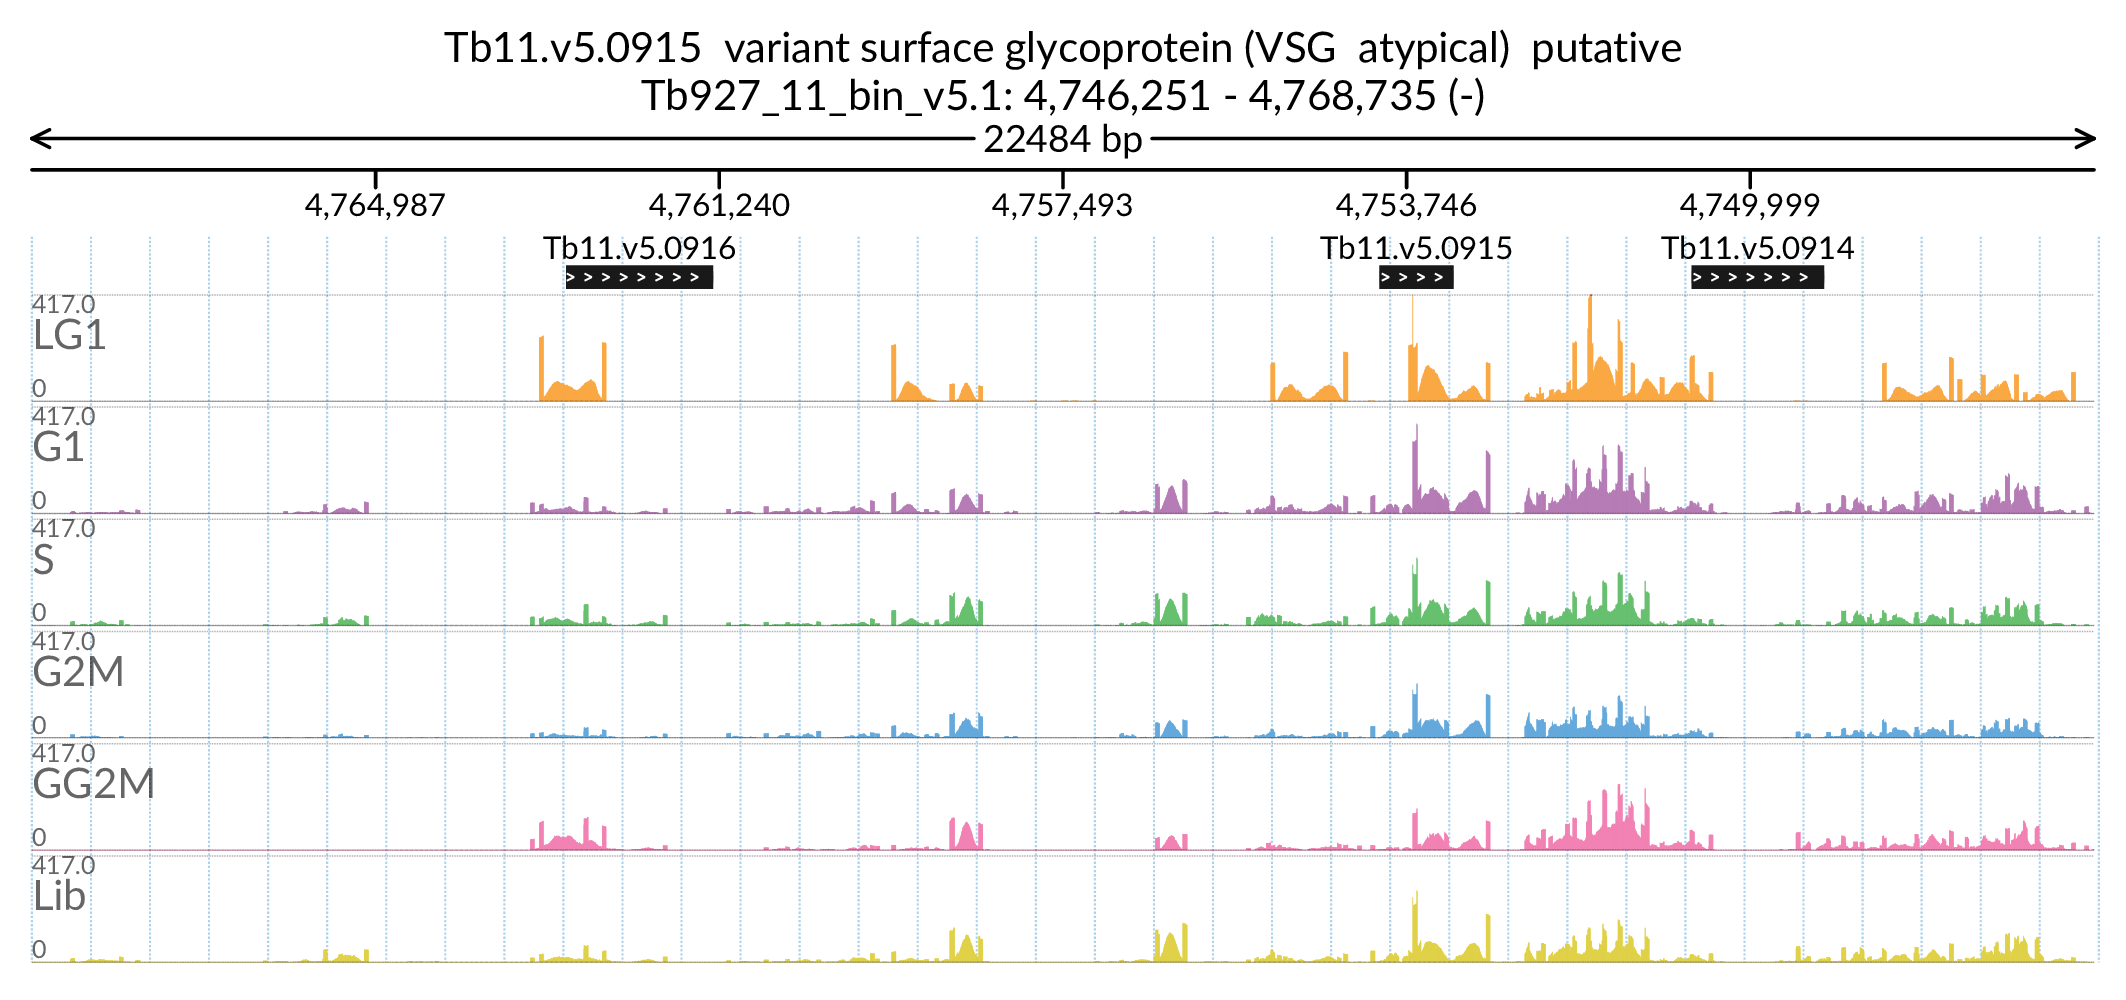 Tb11.v5.0915 variant surface glycoprotein (VSG atypical) putative
Tb927_11_bin_v5.1: 4,746,251 - 4,768,735 (-)
22484 bp
4,764,987 4,761,240 4,757,493 4,753,746 4,749,999
Tb11.v5.0916 Tb11.v5.0915 Tb11.v5.0914
417.0
LG1
0
417.0
G1
0
417.0
S
0
417.0
G2M
0
417.0
GG2M
0
417.0
Lib
0